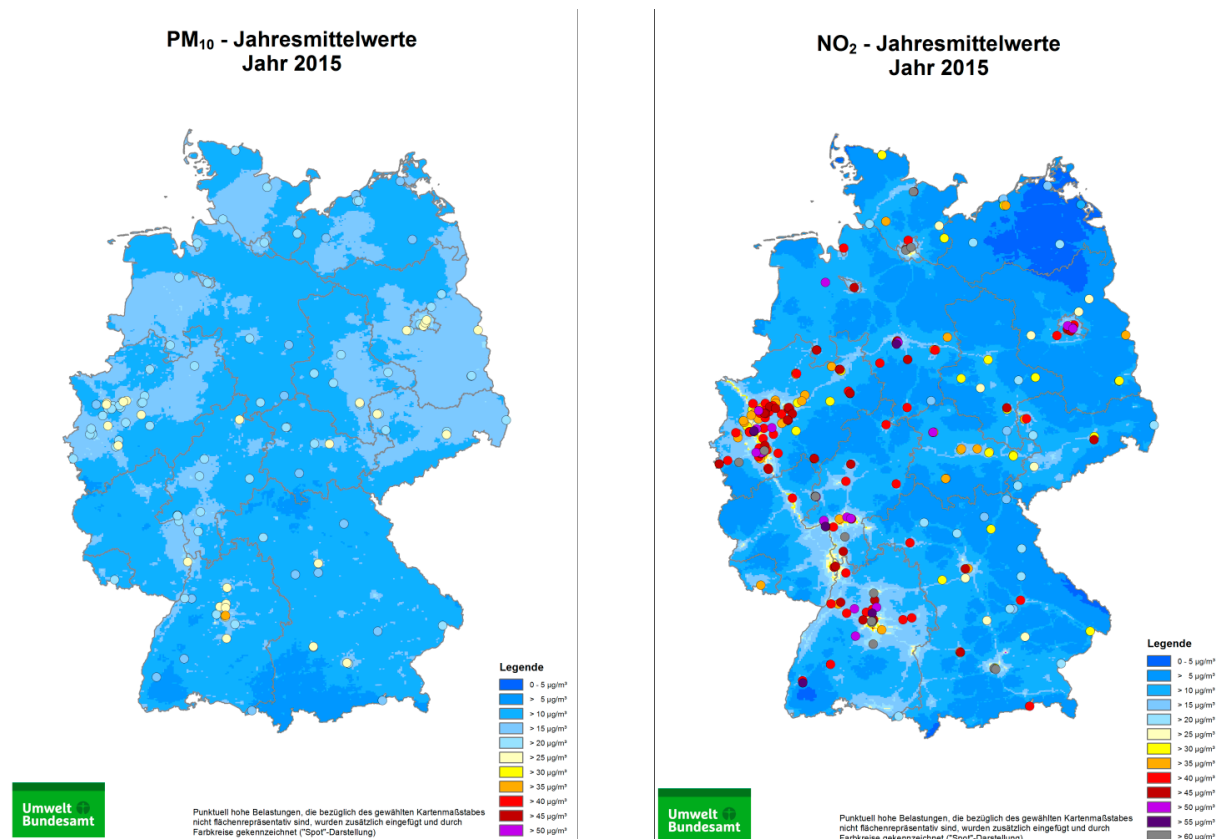 PM₁₀ - Jahresmittelwerte
Jahr 2015
Legende
0 - 5 µg/m³
> 5 µg/m³
> 10 µg/m³
> 15 µg/m³
> 20 µg/m³
> 25 µg/m³
> 30 µg/m³
> 35 µg/m³
> 40 µg/m³
> 45 µg/m³
> 50 µg/m³
Umwelt
Bundesamt
Punktuell hohe Belastungen, die bezüglich des gewählten Kartenmaßstabes
nicht flächenrepräsentativ sind, wurden zusätzlich eingefügt und durch
Farbkreise gekennzeichnet ("Spot"-Darstellung)
NO₂ - Jahresmittelwerte
Jahr 2015
Legende
0 - 5 µg/m³
> 5 µg/m³
> 10 µg/m³
> 15 µg/m³
> 20 µg/m³
> 25 µg/m³
> 30 µg/m³
> 35 µg/m³
> 40 µg/m³
> 45 µg/m³
> 50 µg/m³
> 55 µg/m³
> 60 µg/m³
Umwelt
Bundesamt
Punktuell hohe Belastungen, die bezüglich des gewählten Kartenmaßstabes
nicht flächenrepräsentativ sind, wurden zusätzlich eingefügt und durch
Farbkreise gekennzeichnet ("Spot"-Darstellung)